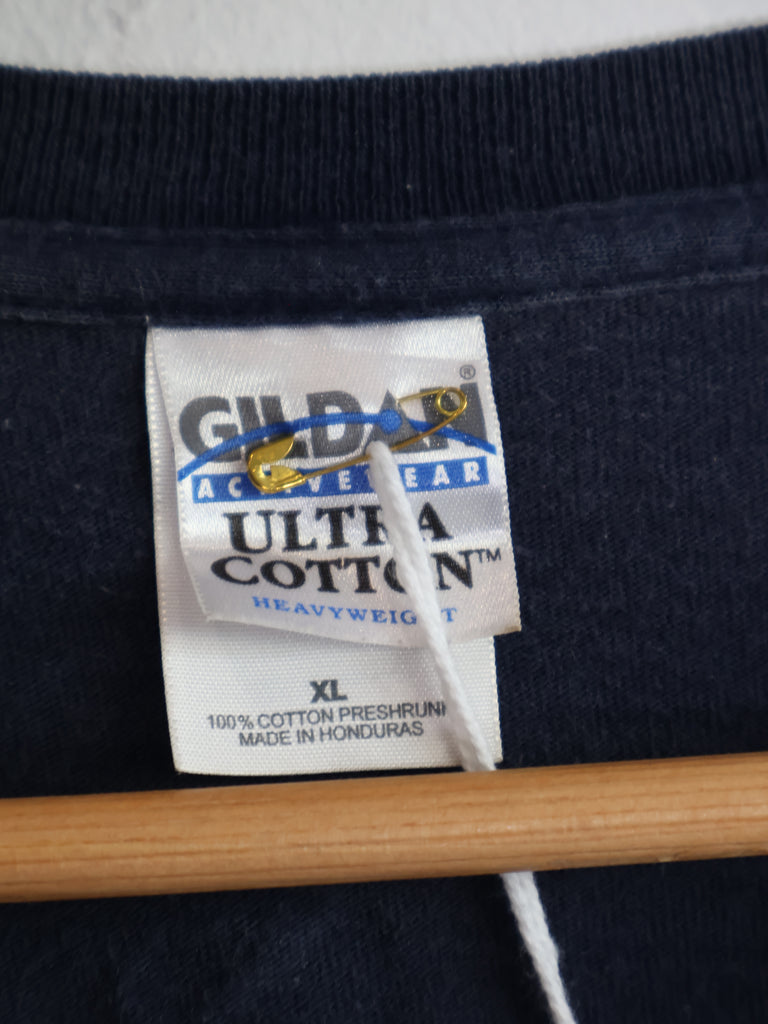 GILDAN®
ACTIVEWEAR
ULTRA
COTTON™
HEAVYWEIGHT
XL
100% COTTON PRESHRUNK
MADE IN HONDURAS